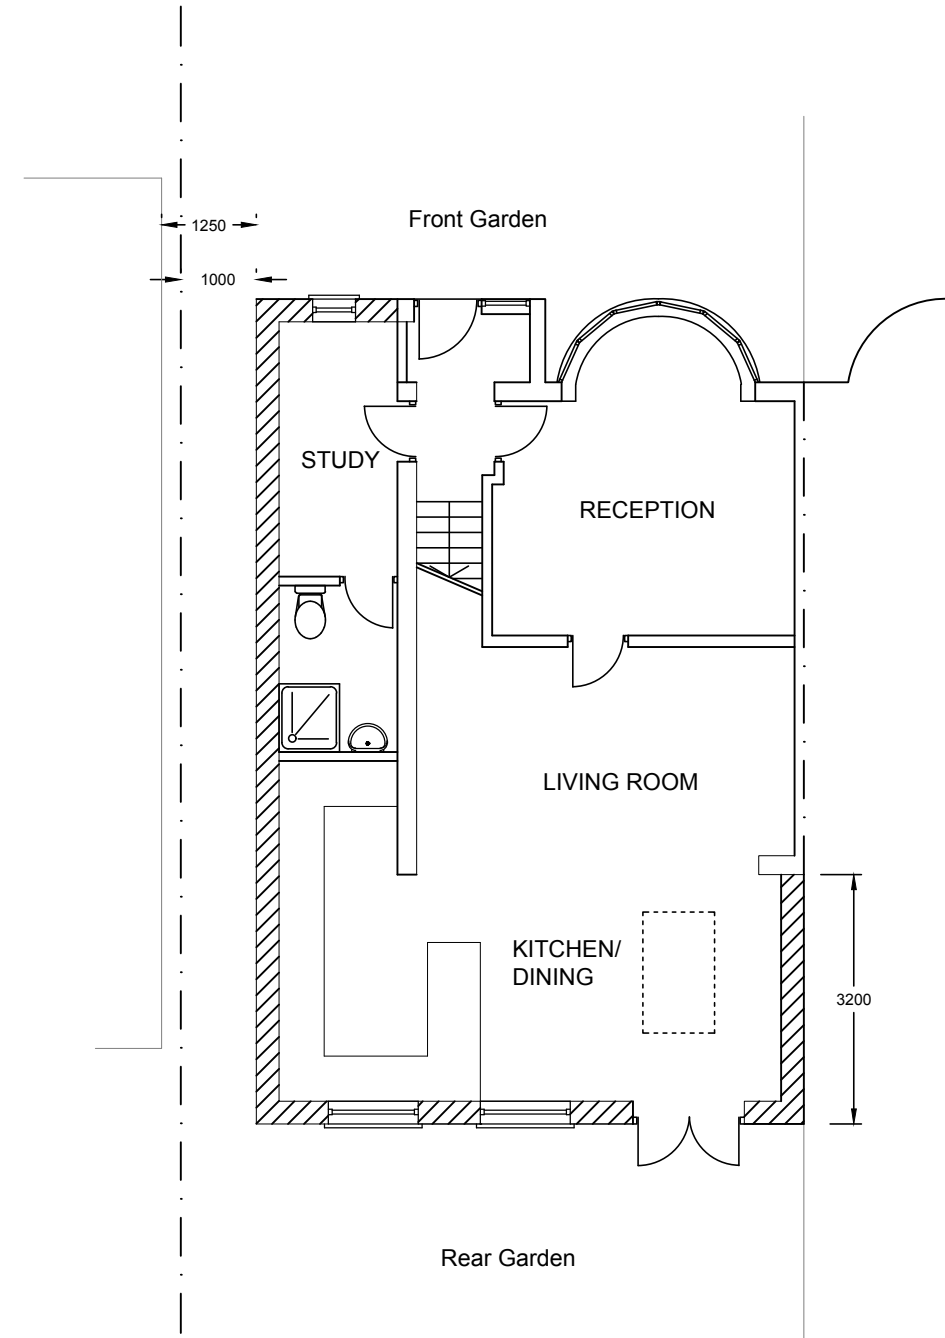 Front Garden
1250
1000
STUDY
RECEPTION
LIVING ROOM
KITCHEN/
DINING
3200
Rear Garden